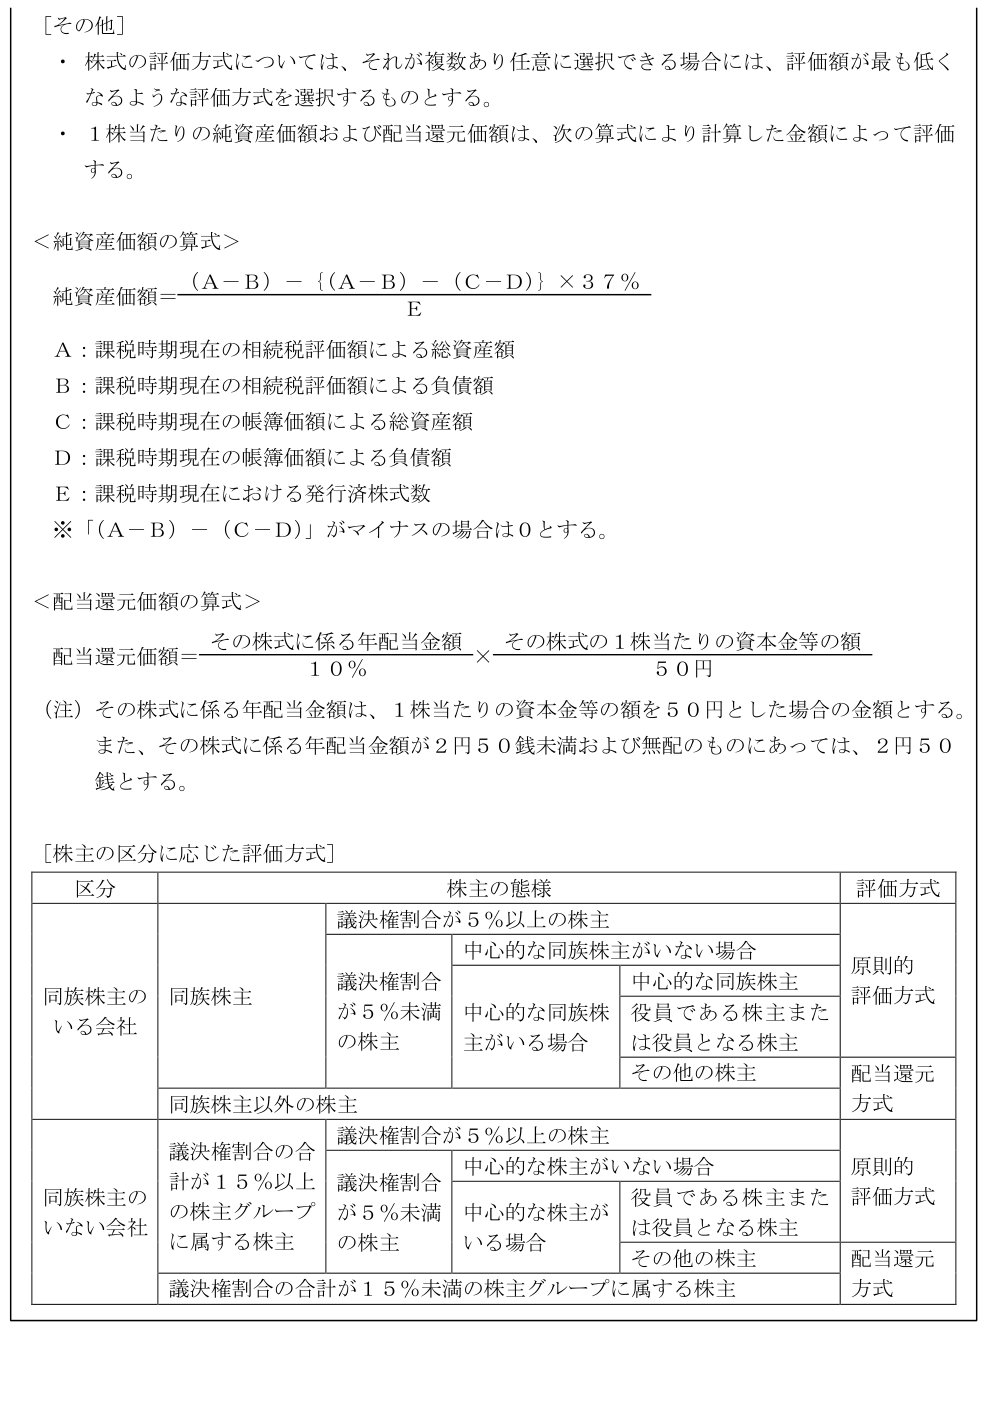 ［その他］
・ 株式の評価方式については、それが複数あり任意に選択できる場合には、評価額が最も低く
なるような評価方式を選択するものとする。
・ １株当たりの純資産価額および配当還元価額は、次の算式により計算した金額によって評価
する。
＜純資産価額の算式＞
純資産価額＝（Ａ－Ｂ）－｛（Ａ－Ｂ）－（Ｃ－Ｄ）｝×３７％
Ｅ
Ａ：課税時期現在の相続税評価額による総資産額
Ｂ：課税時期現在の相続税評価額による負債額
Ｃ：課税時期現在の帳簿価額による総資産額
Ｄ：課税時期現在の帳簿価額による負債額
Ｅ：課税時期現在における発行済株式数
※「（Ａ－Ｂ）－（Ｃ－Ｄ）」がマイナスの場合は０とする。
＜配当還元価額の算式＞
配当還元価額＝その株式に係る年配当金額×その株式の１株当たりの資本金等の額
１０％ ５０円
（注）その株式に係る年配当金額は、１株当たりの資本金等の額を５０円とした場合の金額とする。
また、その株式に係る年配当金額が２円５０銭未満および無配のものにあっては、２円５０
銭とする。
［株主の区分に応じた評価方式］
区分 株主の態様 評価方式
同族株主の
いる会社
同族株主
議決権割合が５％以上の株主
議決権割合
が５％未満
の株主
中心的な同族株主がいない場合
中心的な同族株
主がいる場合
中心的な同族株主
役員である株主また
は役員となる株主
その他の株主
原則的
評価方式
配当還元
方式
同族株主以外の株主
同族株主の
いない会社
議決権割合の合
計が１５％以上
の株主グループ
に属する株主
議決権割合が５％以上の株主
議決権割合
が５％未満
の株主
中心的な株主がいない場合
中心的な株主が
いる場合
役員である株主また
は役員となる株主
その他の株主
原則的
評価方式
配当還元
方式
議決権割合の合計が１５％未満の株主グループに属する株主